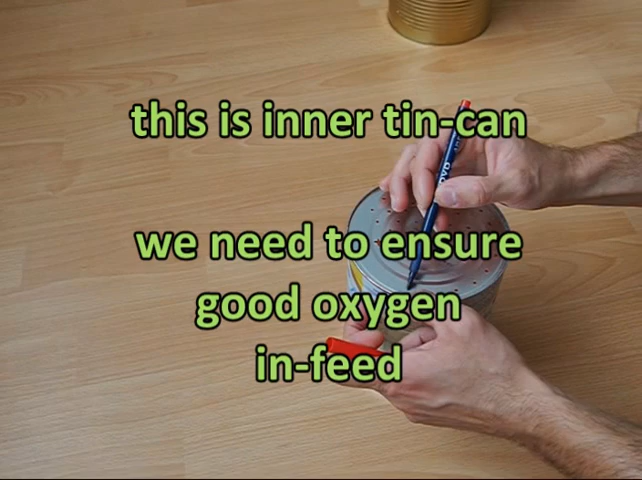 this is inner tin-can
we need to ensure
good oxygen
in-feed